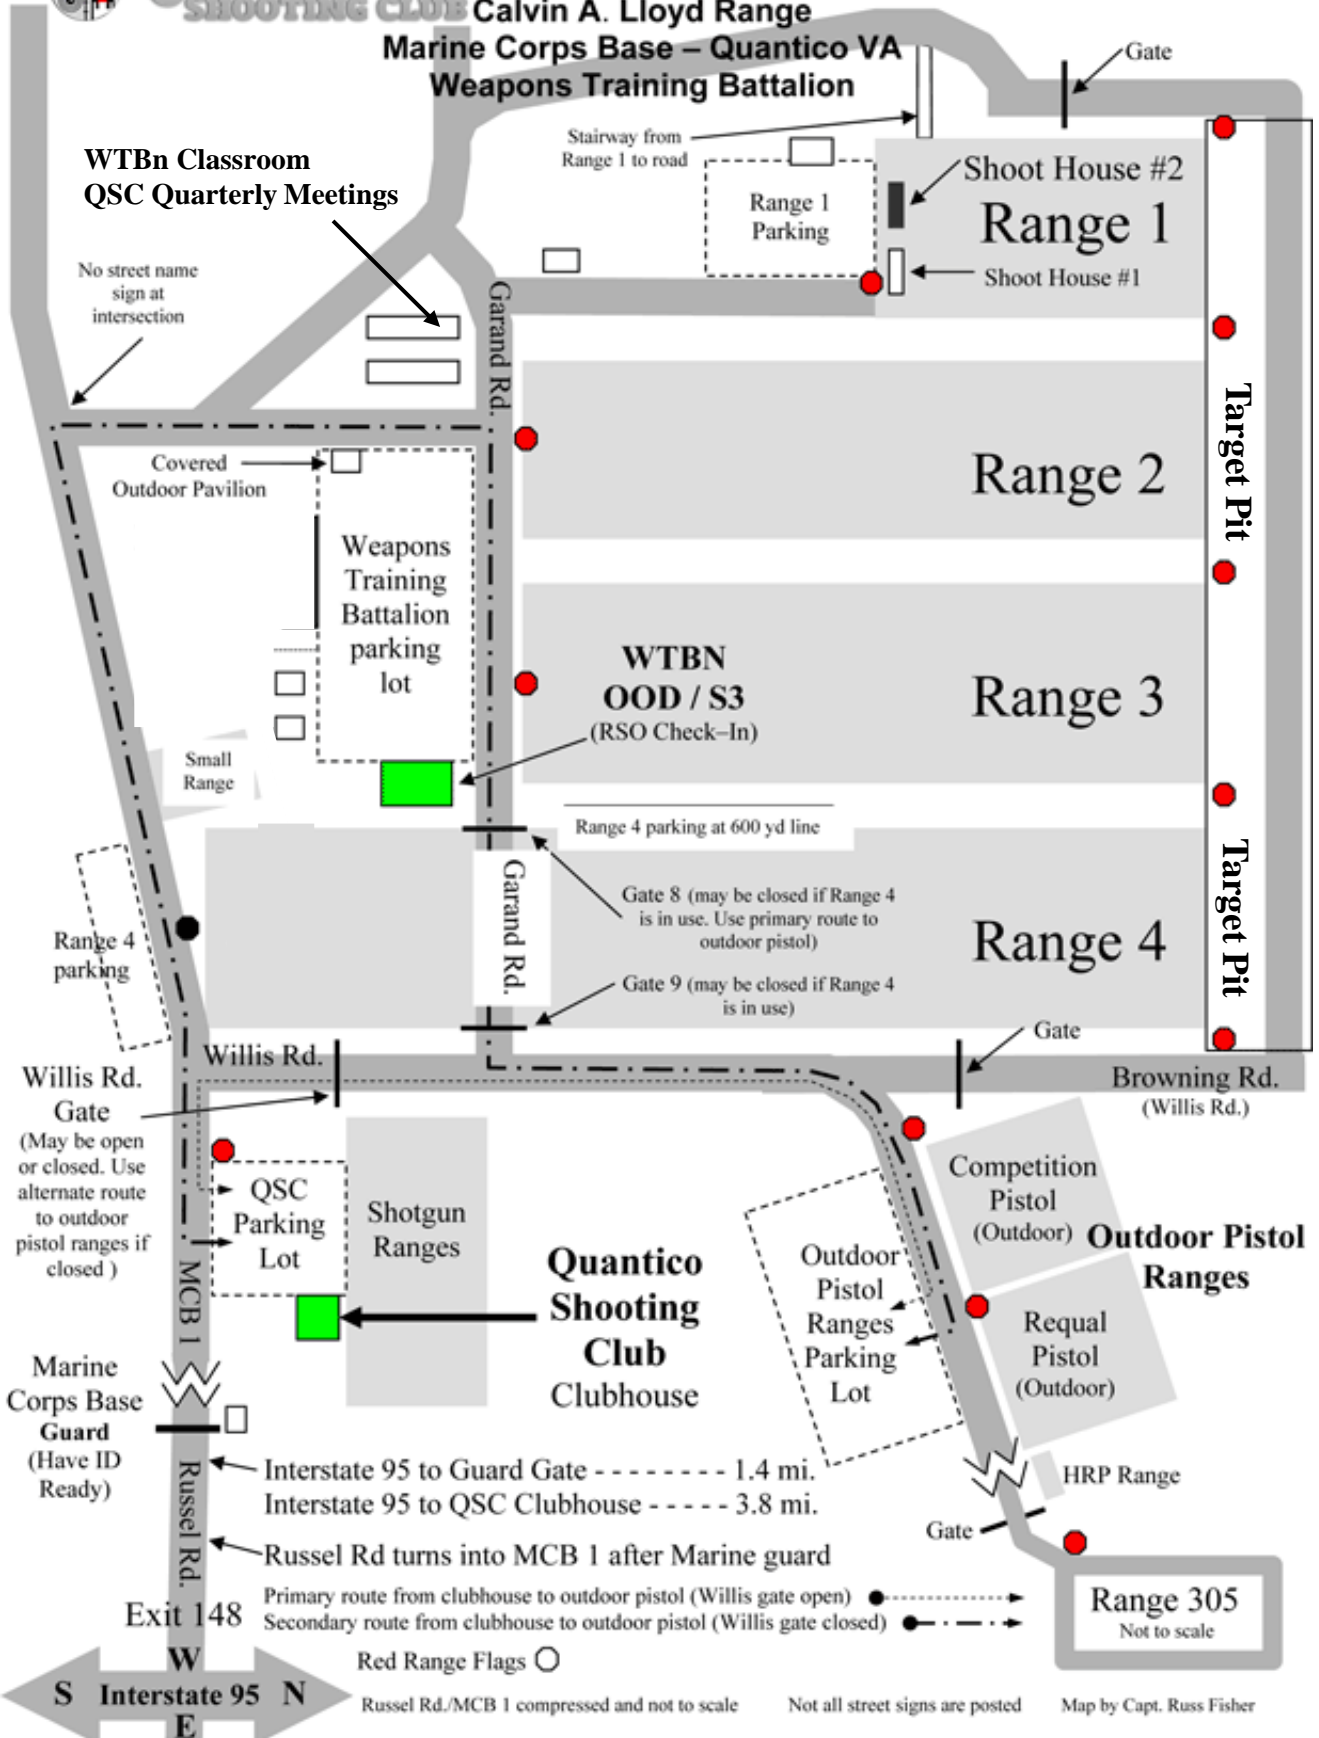 SHOOTING CLUB
Calvin A. Lloyd Range
Marine Corps Base – Quantico VA
Weapons Training Battalion
Gate
Stairway from
Range 1 to road
WTBn Classroom
QSC Quarterly Meetings
Shoot House #2
Range 1
Parking
Range 1
Shoot House #1
No street name
sign at
intersection
Garand Rd.
Target Pit
Range 2
Covered
Outdoor Pavilion
Weapons
Training
Battalion
parking
lot
WTBN
OOD / S3
(RSO Check–In)
Range 3
Small
Range
Range 4 parking at 600 yd line
Garand Rd.
Gate 8 (may be closed if Range 4
is in use. Use primary route to
outdoor pistol)
Range 4
Target Pit
Range 4
parking
Gate 9 (may be closed if Range 4
is in use)
Gate
Willis Rd.
Browning Rd.
(Willis Rd.)
Willis Rd.
Gate
(May be open
or closed. Use
alternate route
to outdoor
pistol ranges if
closed )
QSC
Parking
Lot
Shotgun
Ranges
Competition
Pistol
(Outdoor)
Outdoor Pistol
Ranges
Quantico
Shooting
Club
Clubhouse
Outdoor
Pistol
Ranges
Parking
Lot
Requal
Pistol
(Outdoor)
MCB 1
Marine
Corps Base
Guard
(Have ID
Ready)
HRP Range
Gate
Interstate 95 to Guard Gate - - - - - - - - 1.4 mi.
Interstate 95 to QSC Clubhouse - - - - - 3.8 mi.
Russel Rd.
Russel Rd turns into MCB 1 after Marine guard
Primary route from clubhouse to outdoor pistol (Willis gate open)
Secondary route from clubhouse to outdoor pistol (Willis gate closed)
Range 305
Not to scale
Exit 148
Red Range Flags
W
S Interstate 95 N
E
Russel Rd./MCB 1 compressed and not to scale
Not all street signs are posted
Map by Capt. Russ Fisher